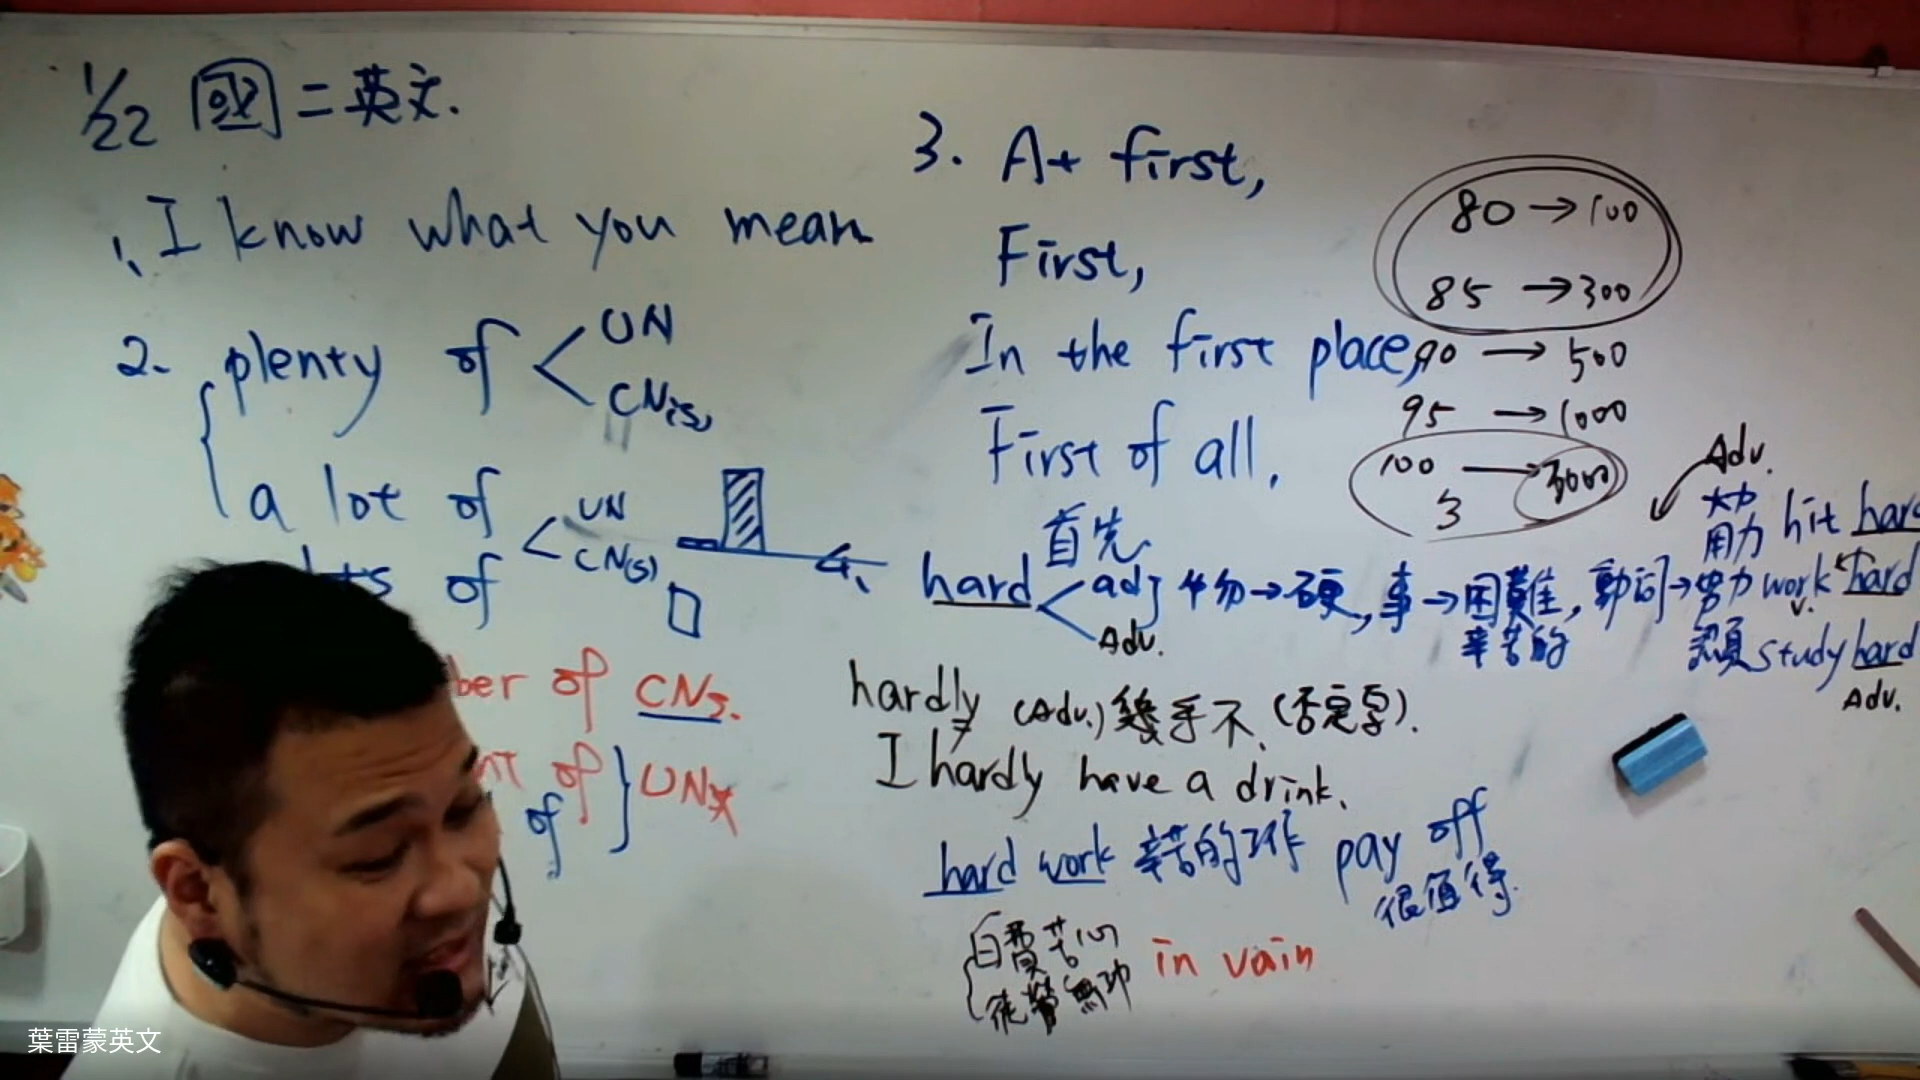 1/22 國二英文.
1、I know what you mean
2. plenty of < UN
CN(s)
a lot of < UN
CN(s)
of
ber of CNs.
nt of } UN
of
3. At first,
First,
In the first place,
First of all,
首先
80 → 100
85 → 300
90 → 500
95 → 1000
100 → 3000
3
4、hard < adj 物→硬, 事→困難, 動詞→努力 work hard
Adv.
辛苦的
Adv.
用力 hit hard
認真 study hard
Adv.
hardly (Adv.) 幾乎不、(否定字).
I hardly have a drink.
hard work 辛苦的工作 pay off
很值得.
白費苦心
徒勞無功
in vain
葉雷蒙英文